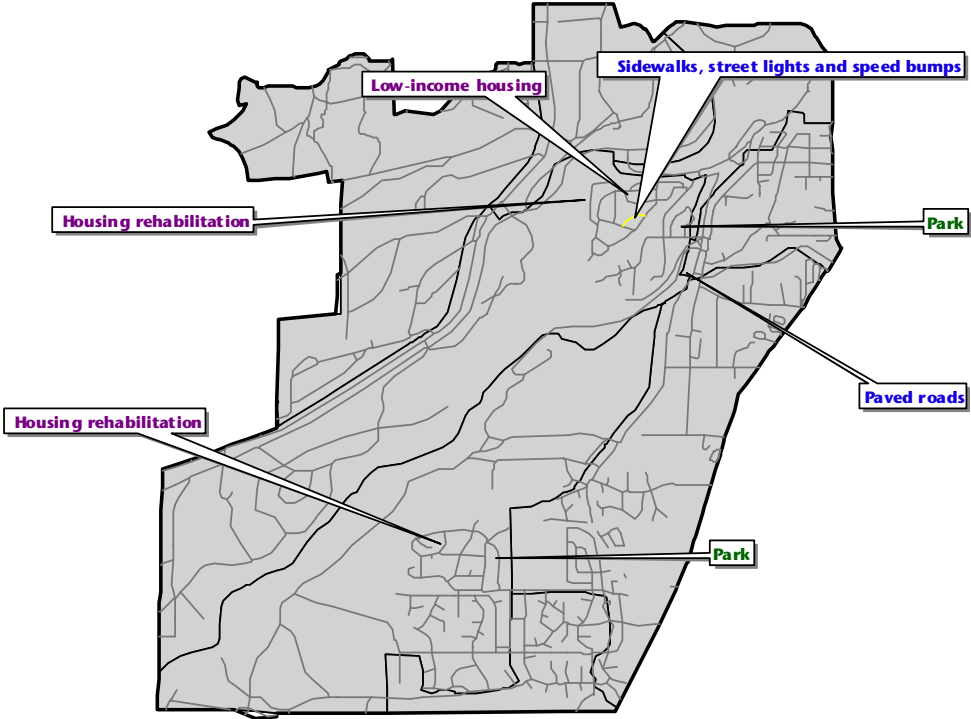 Sidewalks, street lights and speed bumps
Low-income housing
Housing rehabilitation
Park
Paved roads
Housing rehabilitation
Park